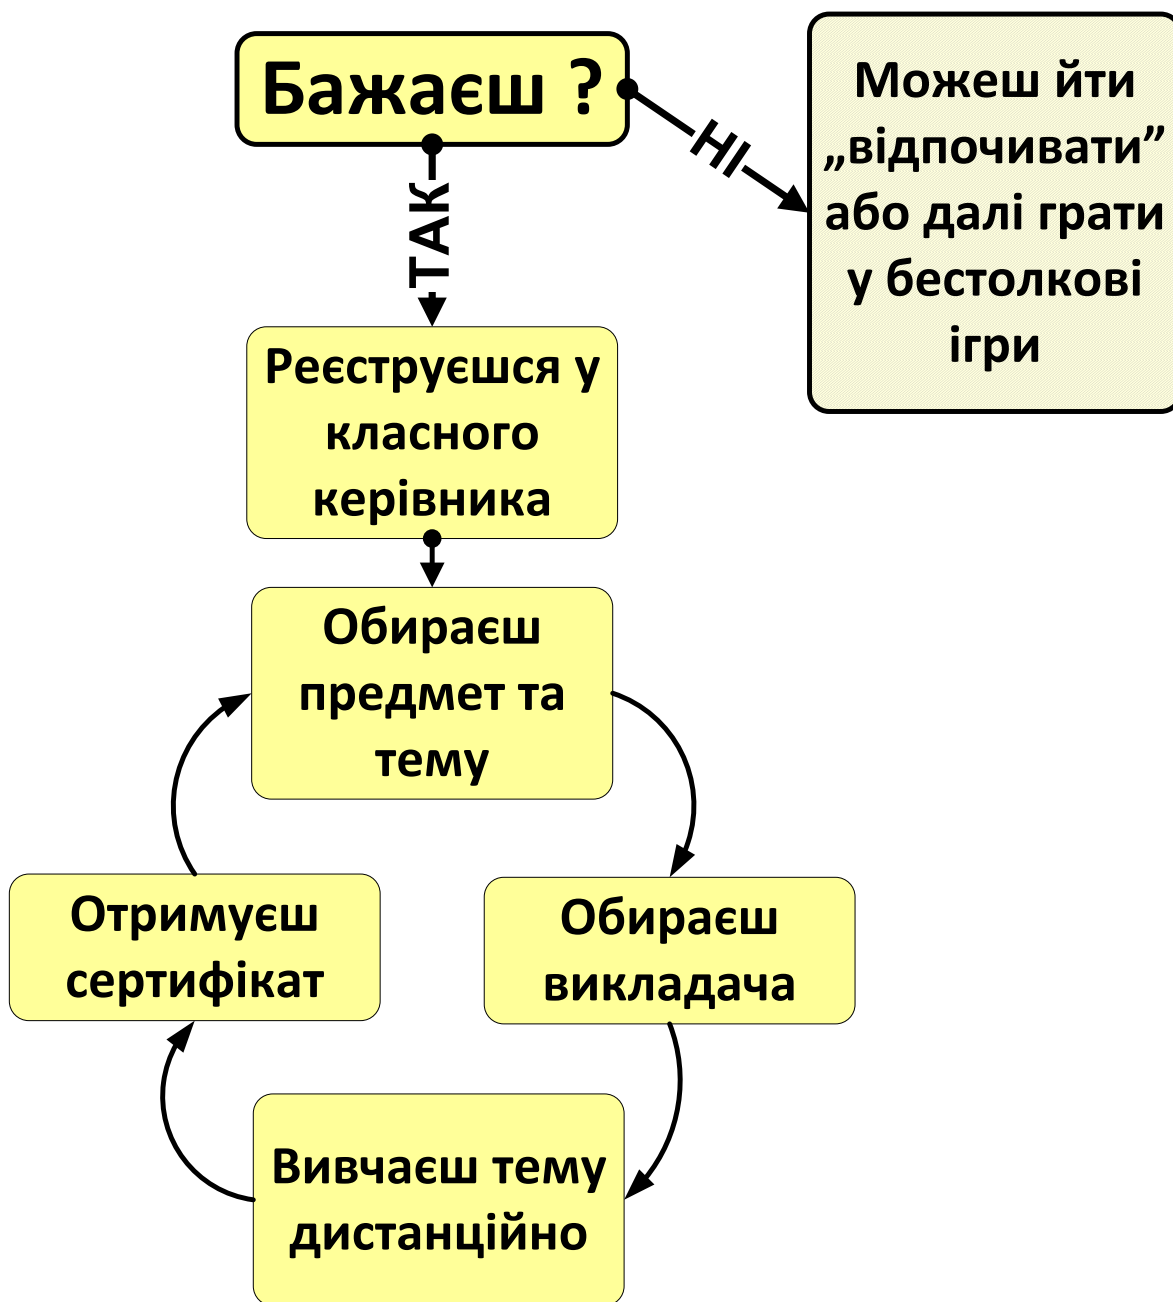 Бажаєш ?
НІ
Можеш йти
„відпочивати”
або далі грати
у бестолкові
ігри
ТАК
Реєструєшся у
класного
керівника
Обираєш
предмет та
тему
Отримуєш
сертифікат
Обираєш
викладача
Вивчаєш тему
дистанційно